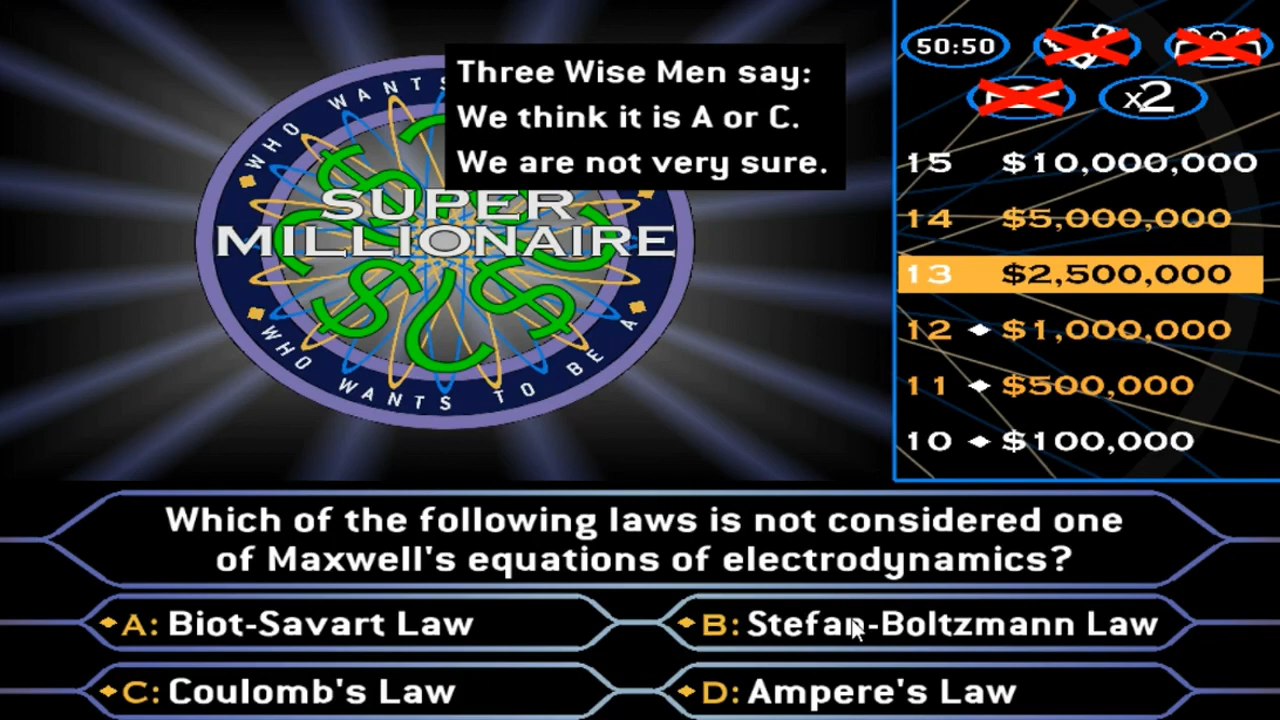 WHO WANTS
Three Wise Men say:
We think it is A or C.
We are not very sure.
SUPER
MILLIONAIRE
WHO WANTS TO BE A
50:50
x2
15 $10,000,000
14 $5,000,000
13 $2,500,000
12 $1,000,000
11 $500,000
10 $100,000
Which of the following laws is not considered one
of Maxwell's equations of electrodynamics?
A: Biot-Savart Law
B: Stefan-Boltzmann Law
C: Coulomb's Law
D: Ampere's Law